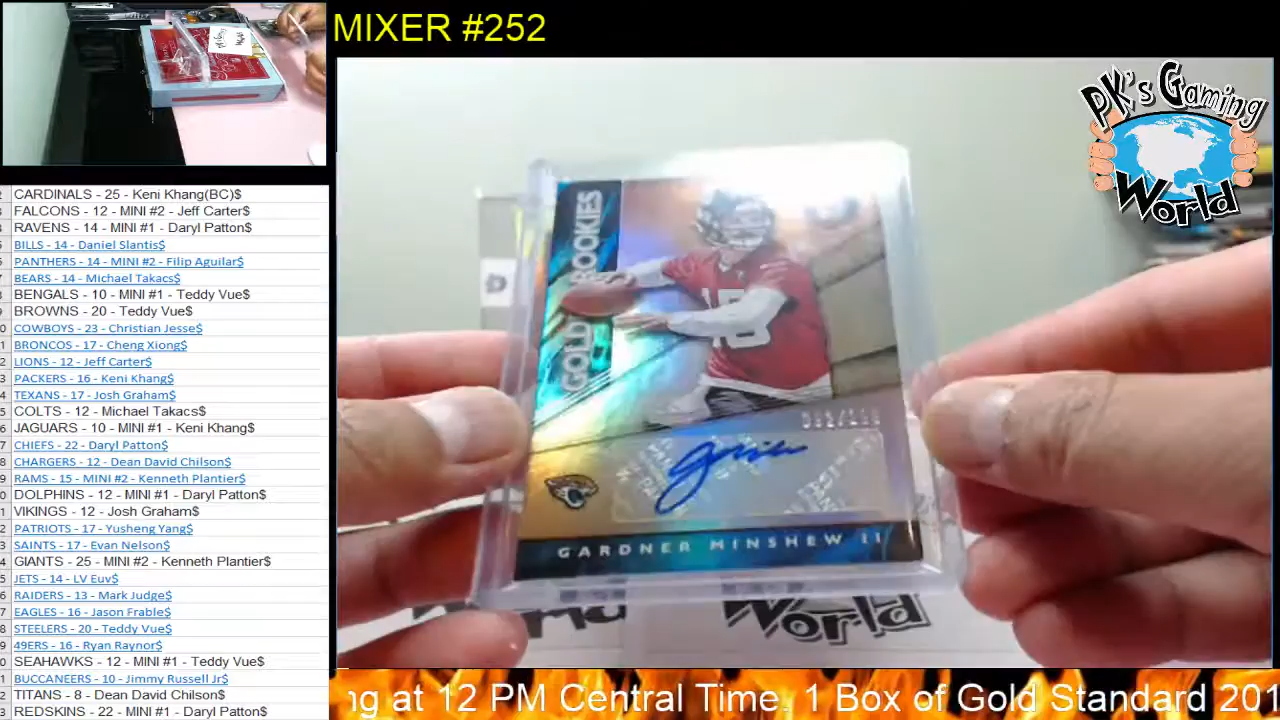 MIXER #252
PK's Gaming World
CARDINALS - 25 - Keni Khang(BC)$
FALCONS - 12 - MINI #2 - Jeff Carter$
RAVENS - 14 - MINI #1 - Daryl Patton$
BILLS - 14 - Daniel Slantis$
PANTHERS - 14 - MINI #2 - Filip Aguilar$
BEARS - 14 - Michael Takacs$
BENGALS - 10 - MINI #1 - Teddy Vue$
BROWNS - 20 - Teddy Vue$
COWBOYS - 23 - Christian Jesse$
BRONCOS - 17 - Cheng Xiong$
LIONS - 12 - Jeff Carter$
PACKERS - 16 - Keni Khang$
TEXANS - 17 - Josh Graham$
COLTS - 12 - Michael Takacs$
JAGUARS - 10 - MINI #1 - Keni Khang$
CHIEFS - 22 - Daryl Patton$
CHARGERS - 12 - Dean David Chilson$
RAMS - 15 - MINI #2 - Kenneth Plantier$
DOLPHINS - 12 - MINI #1 - Daryl Patton$
VIKINGS - 12 - Josh Graham$
PATRIOTS - 17 - Yusheng Yang$
SAINTS - 17 - Evan Nelson$
GIANTS - 25 - MINI #2 - Kenneth Plantier$
JETS - 14 - LV Euv$
RAIDERS - 13 - Mark Judge$
EAGLES - 16 - Jason Frable$
STEELERS - 20 - Teddy Vue$
49ERS - 16 - Ryan Raynor$
SEAHAWKS - 12 - MINI #1 - Teddy Vue$
BUCCANEERS - 10 - Jimmy Russell Jr$
TITANS - 8 - Dean David Chilson$
REDSKINS - 22 - MINI #1 - Daryl Patton$
GOLD ROOKIES
GARDNER MINSHEW II
World
ng at 12 PM Central Time. 1 Box of Gold Standard 201